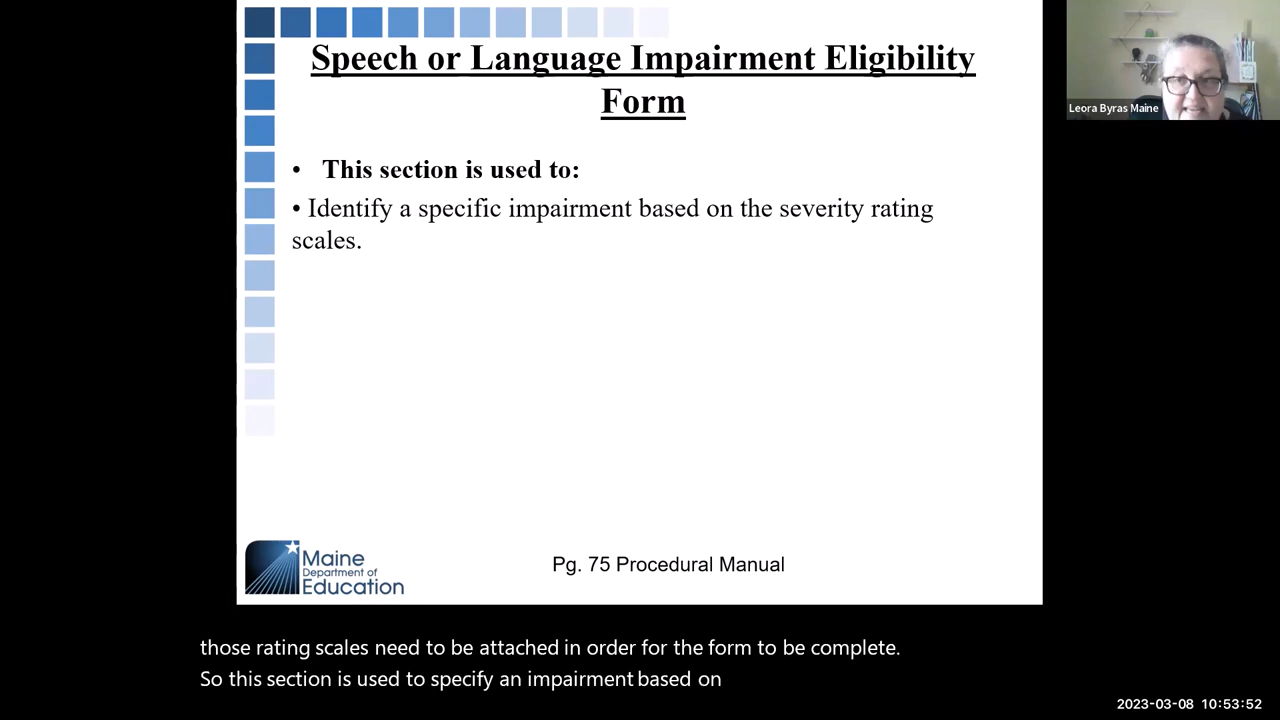 Speech or Language Impairment Eligibility
Form
• This section is used to:
• Identify a specific impairment based on the severity rating
scales.
Maine
Department of
Education
Pg. 75 Procedural Manual
Leora Byras Maine
those rating scales need to be attached in order for the form to be complete.
So this section is used to specify an impairment based on
2023-03-08 10:53:52